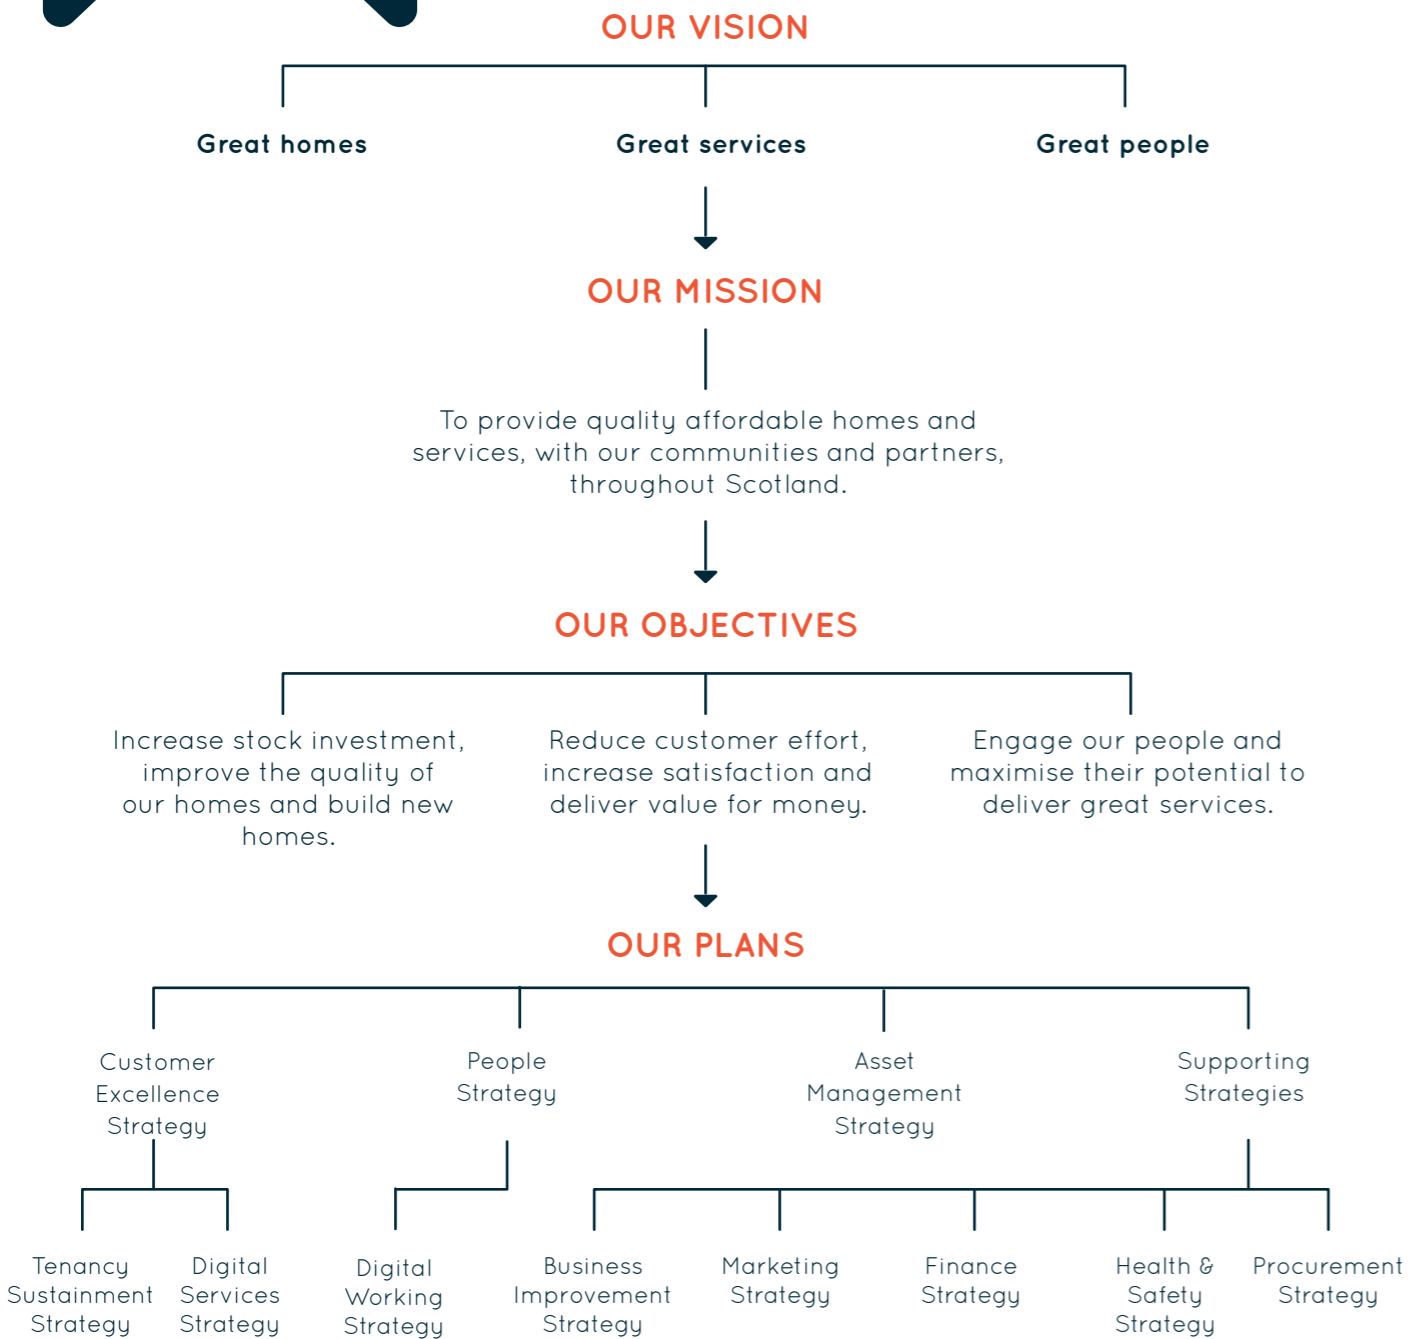 OUR VISION
Great homes
Great services
Great people
OUR MISSION
To provide quality affordable homes and
services, with our communities and partners,
throughout Scotland.
OUR OBJECTIVES
Increase stock investment,
improve the quality of
our homes and build new
homes.
Reduce customer effort,
increase satisfaction and
deliver value for money.
Engage our people and
maximise their potential to
deliver great services.
OUR PLANS
Customer
Excellence
Strategy
People
Strategy
Asset
Management
Strategy
Supporting
Strategies
Tenancy
Sustainment
Strategy
Digital
Services
Strategy
Digital
Working
Strategy
Business
Improvement
Strategy
Marketing
Strategy
Finance
Strategy
Health &
Safety
Strategy
Procurement
Strategy